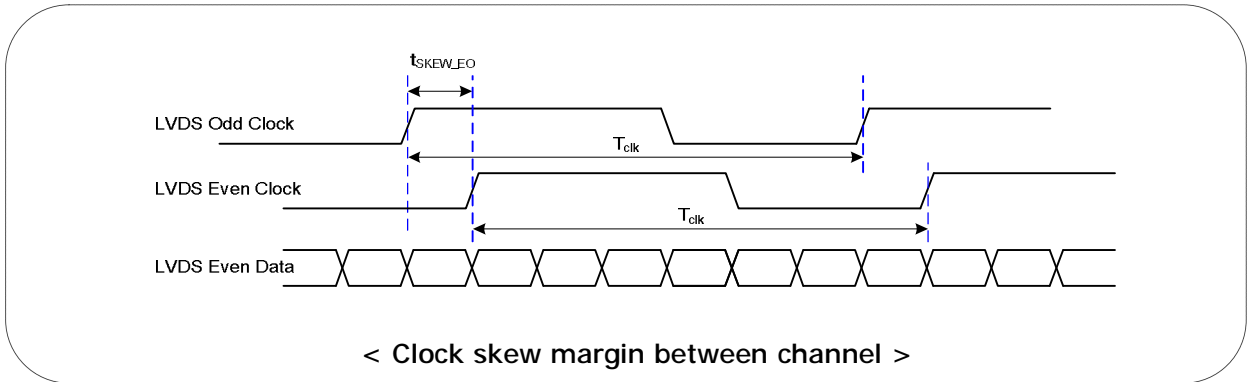 tSKEW_EO
LVDS Odd Clock
Tclk
LVDS Even Clock
Tclk
LVDS Even Data
< Clock skew margin between channel >